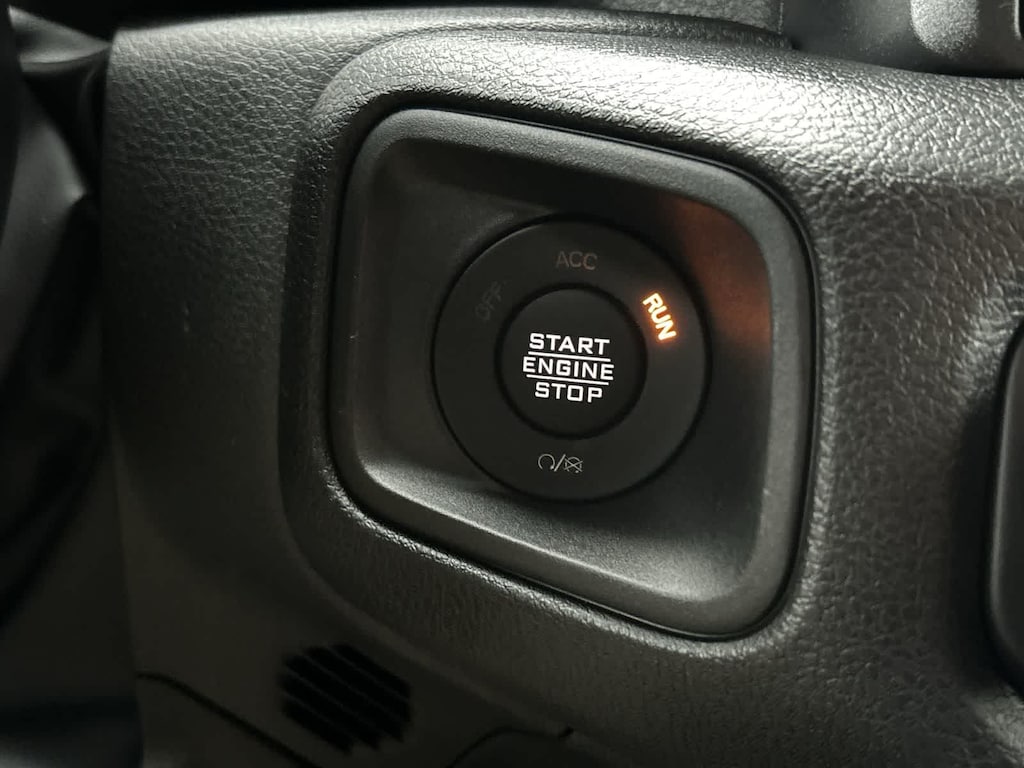 ACC
OFF
RUN
START
ENGINE
STOP